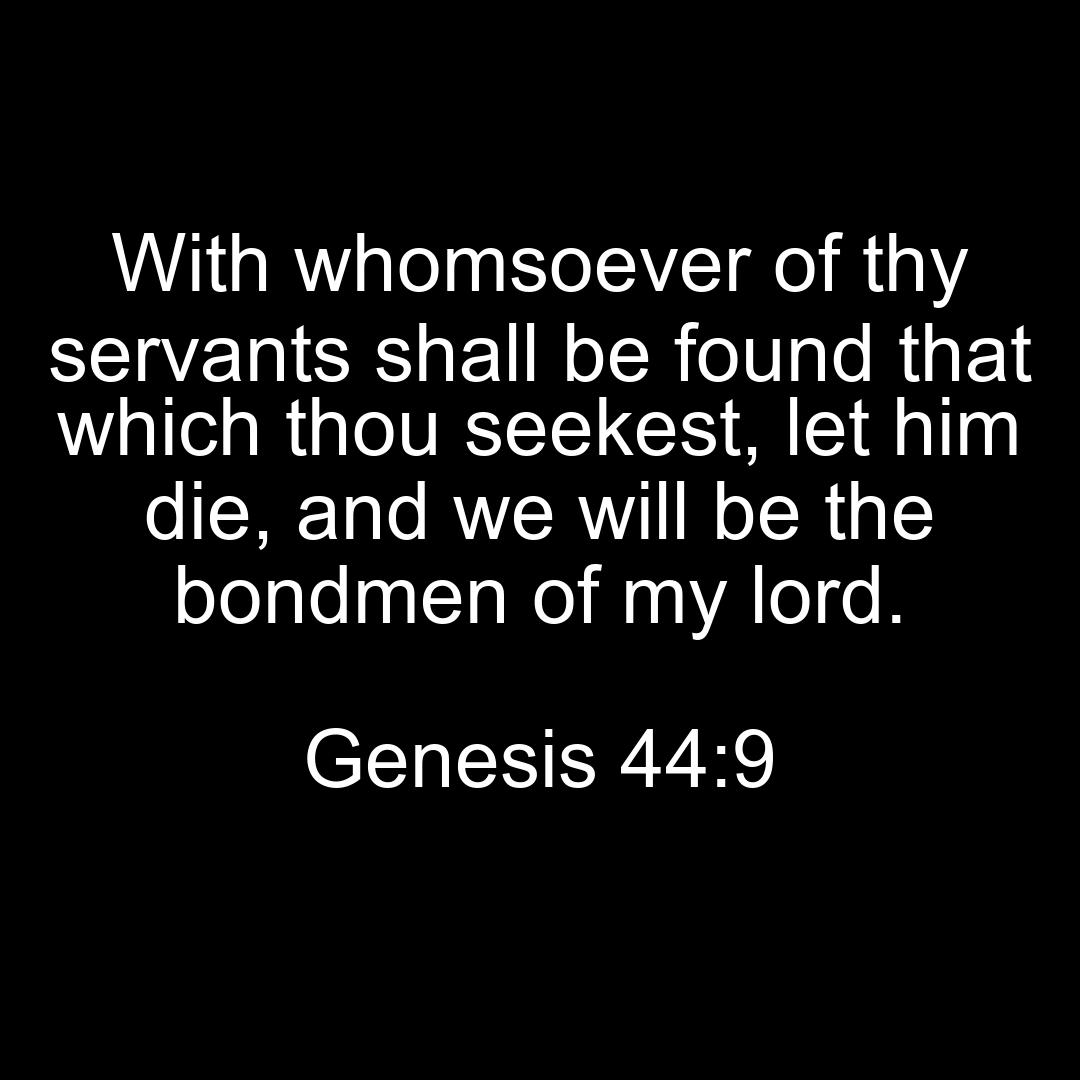 With whomsoever of thy
servants shall be found that
which thou seekest, let him
die, and we will be the
bondmen of my lord.
Genesis 44:9